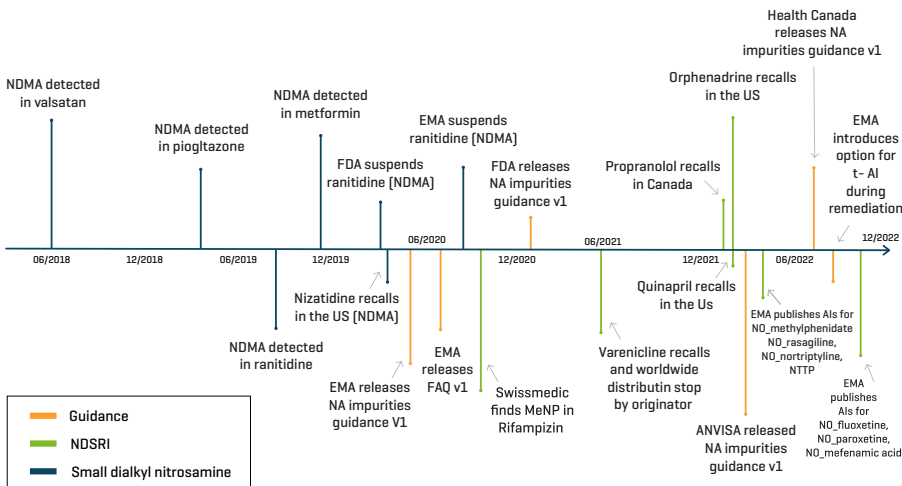 Health Canada
releases NA
impurities guidance v1
NDMA detected
in valsatan
NDMA detected
in piogltazone
NDMA detected
in metformin
FDA suspends
ranitidine (NDMA)
EMA suspends
ranitidine (NDMA)
FDA releases
NA impurities
guidance v1
Orphenadrine recalls
in the US
Propranolol recalls
in Canada
EMA
introduces
option for
t- AI
during
remediation
06/2018
12/2018
06/2019
12/2019
06/2020
12/2020
06/2021
12/2021
06/2022
12/2022
NDMA detected
in ranitidine
Nizatidine recalls
in the US (NDMA)
EMA releases
NA impurities
guidance V1
EMA
releases
FAQ v1
Swissmedic
finds MeNP in
Rifampizin
Varenicline recalls
and worldwide
distributin stop
by originator
Quinapril recalls
in the Us
ANVISA released
NA impurities
guidance v1
EMA publishes AIs for
NO_methylphenidate
NO_rasagiline,
NO_nortriptyline,
NTTP
EMA
publishes
AIs for
NO_fluoxetine,
NO_paroxetine,
NO_mefenamic acid
Guidance
NDSRI
Small dialkyl nitrosamine